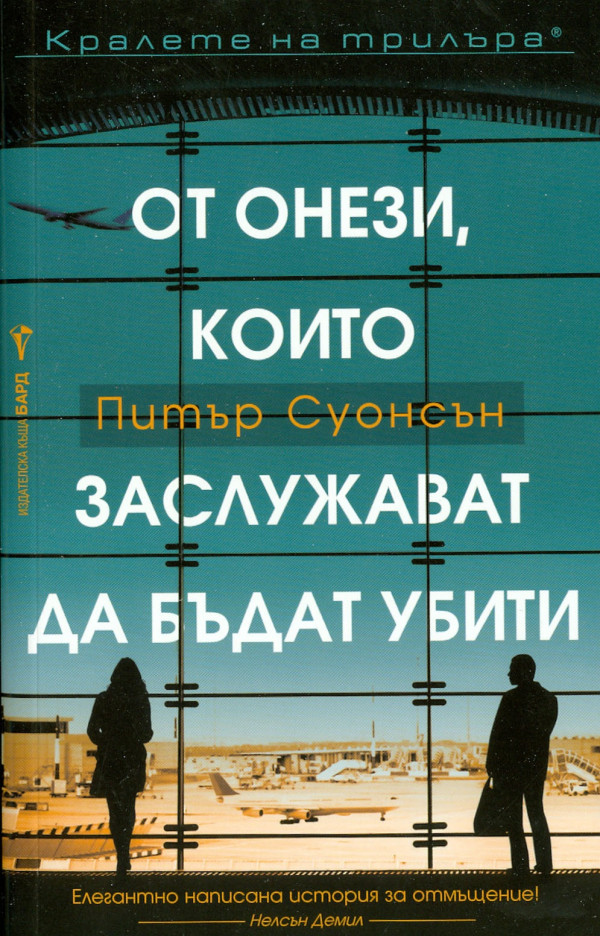 Кралете на трилъра®
ОТ ОНЕЗИ,
КОИТО
Питър Суонсън
ЗАСЛУЖАВАТ
ДА БЪДАТ УБИТИ
ИЗДАТЕЛСКА КЪЩА БАРД
Елегантно написана история за отмъщение!
Нелсън Демил